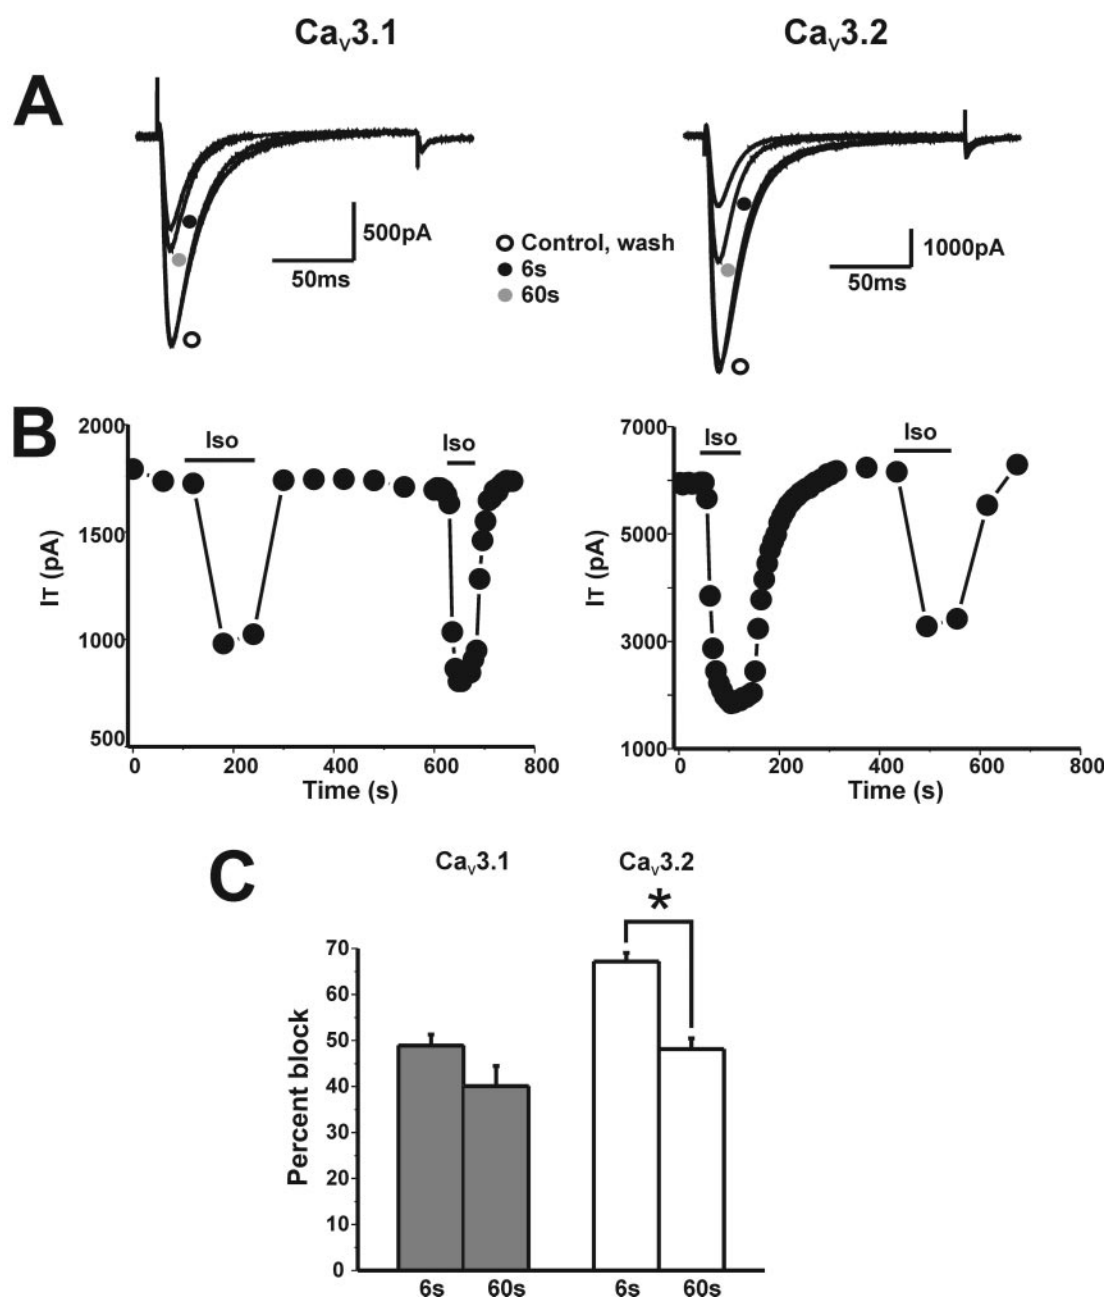 Cav3.1 Cav3.2
A
500pA
50ms
Control, wash
6s
60s
1000pA
50ms
B
2000
1500
1000
500
IT (pA)
Iso Iso
0 200 400 600 800
Time (s)
7000
5000
3000
1000
IT (pA)
Iso Iso
0 200 400 600 800
Time (s)
C
Cav3.1 Cav3.2
*
70
60
50
40
30
20
10
0
Percent block
6s 60s 6s 60s